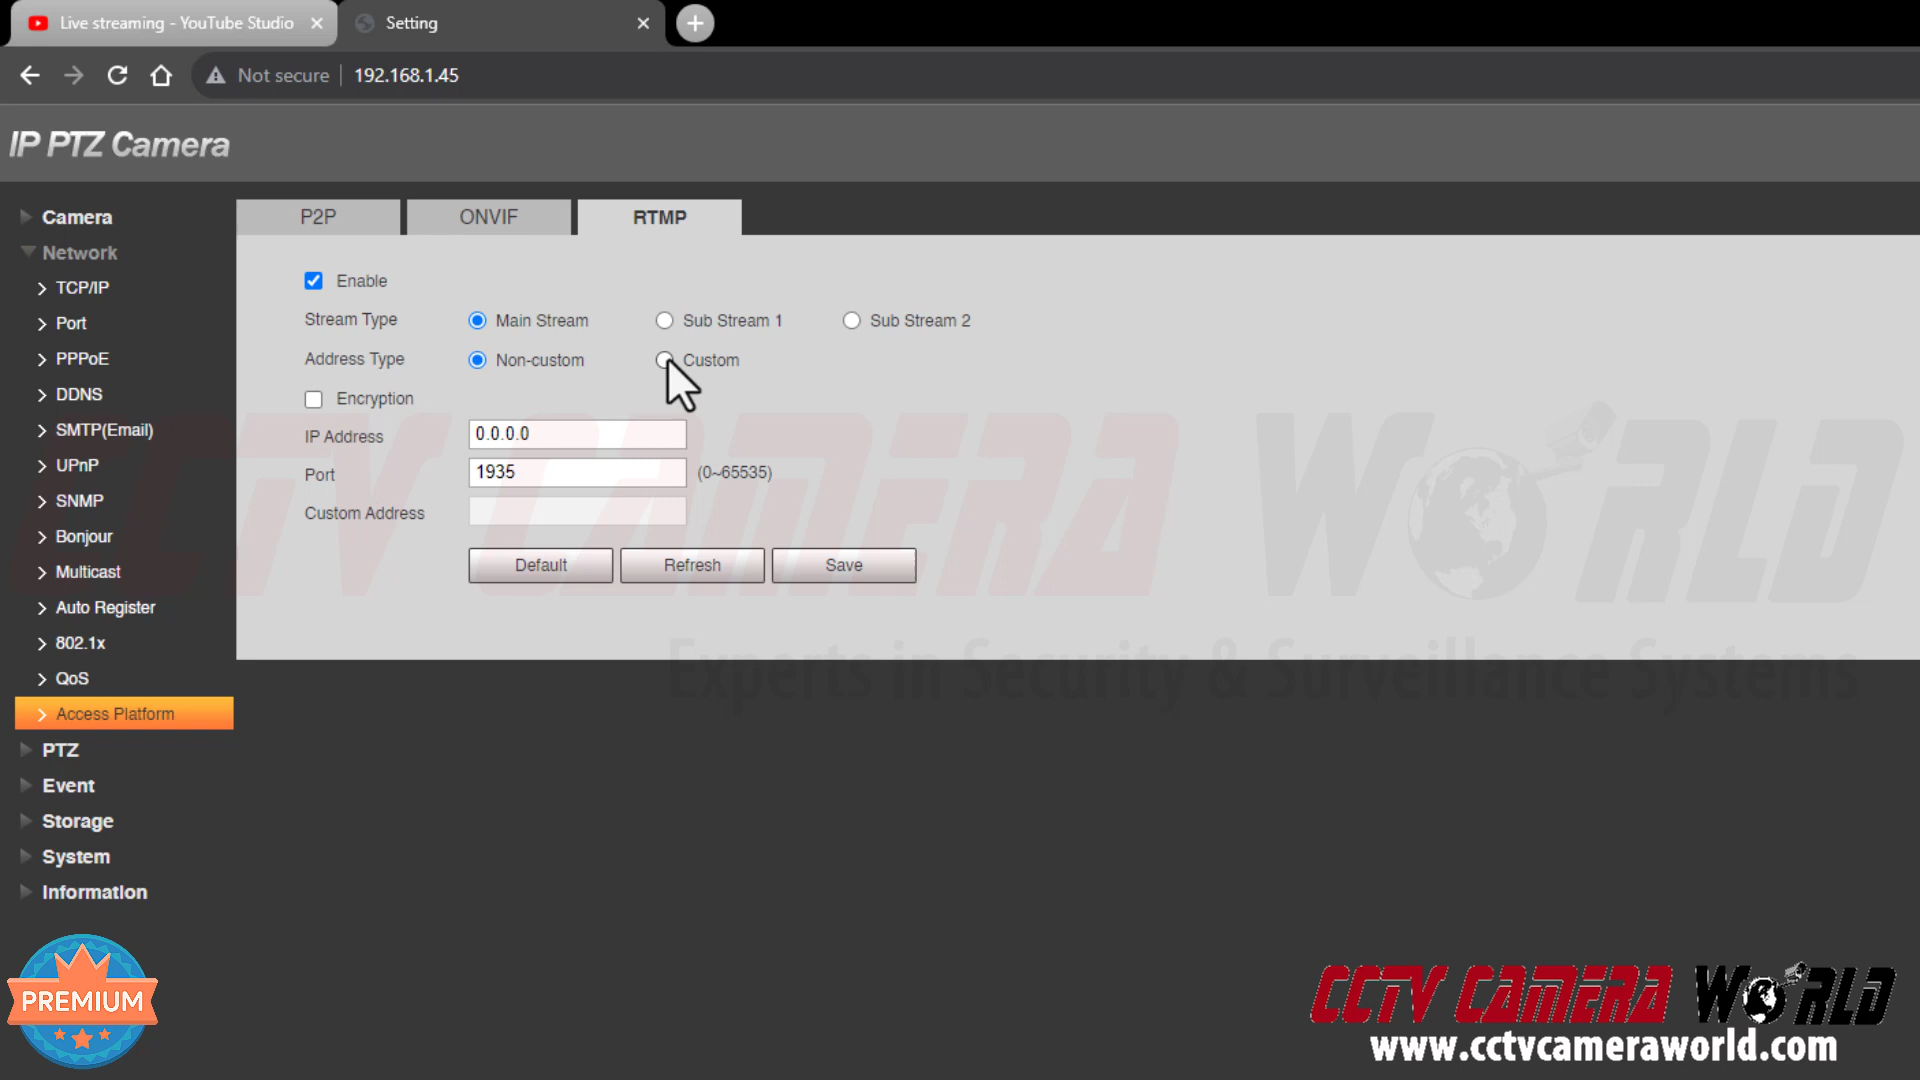 Live streaming - YouTube Studio
Setting
Not secure
192.168.1.45
IP PTZ Camera
Camera
Network
TCP/IP
Port
PPPoE
DDNS
SMTP(Email)
UPnP
SNMP
Bonjour
Multicast
Auto Register
802.1x
QoS
Access Platform
PTZ
Event
Storage
System
Information
P2P
ONVIF
RTMP
Enable
Stream Type
Main Stream
Sub Stream 1
Sub Stream 2
Address Type
Non-custom
Custom
Encryption
IP Address
0.0.0.0
Port
1935
(0~65535)
Custom Address
Default
Refresh
Save
CCTV CAMERA WORLD
Experts in Security & Surveillance Systems
PREMIUM
CCTV CAMERA WORLD
www.cctvcameraworld.com